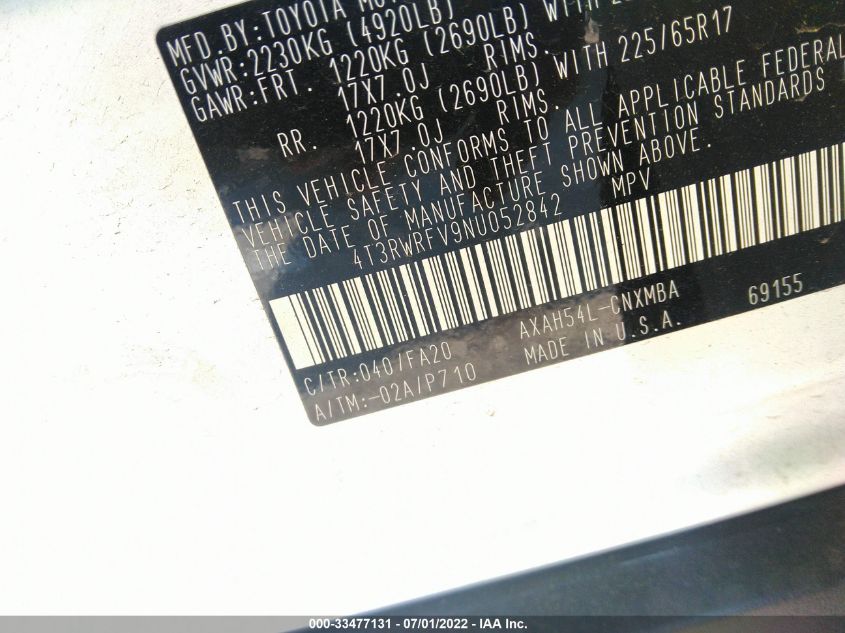 MFD.BY:TOYOTA MOT
GVWR:2230KG (4920LB)
GAWR:FRT. 1220KG (2690LB) WITH
17X7.0J RIMS.
RR. 1220KG (2690LB) WITH 225/65R17
17X7.0J RIMS.
THIS VEHICLE CONFORMS TO ALL APPLICABLE FEDERAL
VEHICLE SAFETY AND THEFT PREVENTION STANDARDS
THE DATE OF MANUFACTURE SHOWN ABOVE.
4T3RWRFV9NU052842 MPV
C/TR:040/FA20 AXAH54L-CNXMBA 69155
A/TM:-02A/P710 MADE IN U.S.A.
000-33477131 - 07/01/2022 - IAA Inc.